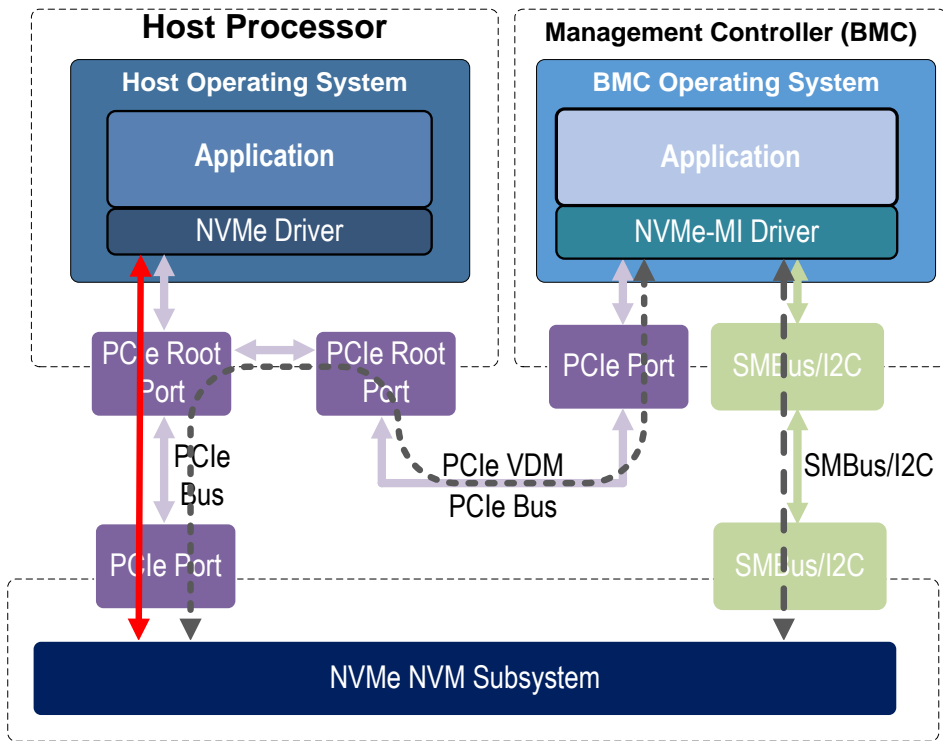 Host Processor
Host Operating System
Application
NVMe Driver
PCIe Root
Port
PCIe Root
Port
PCIe
Bus
PCIe Port
Management Controller (BMC)
BMC Operating System
Application
NVMe-MI Driver
PCIe Port
SMBus/I2C
PCIe VDM
PCIe Bus
SMBus/I2C
SMBus/I2C
NVMe NVM Subsystem